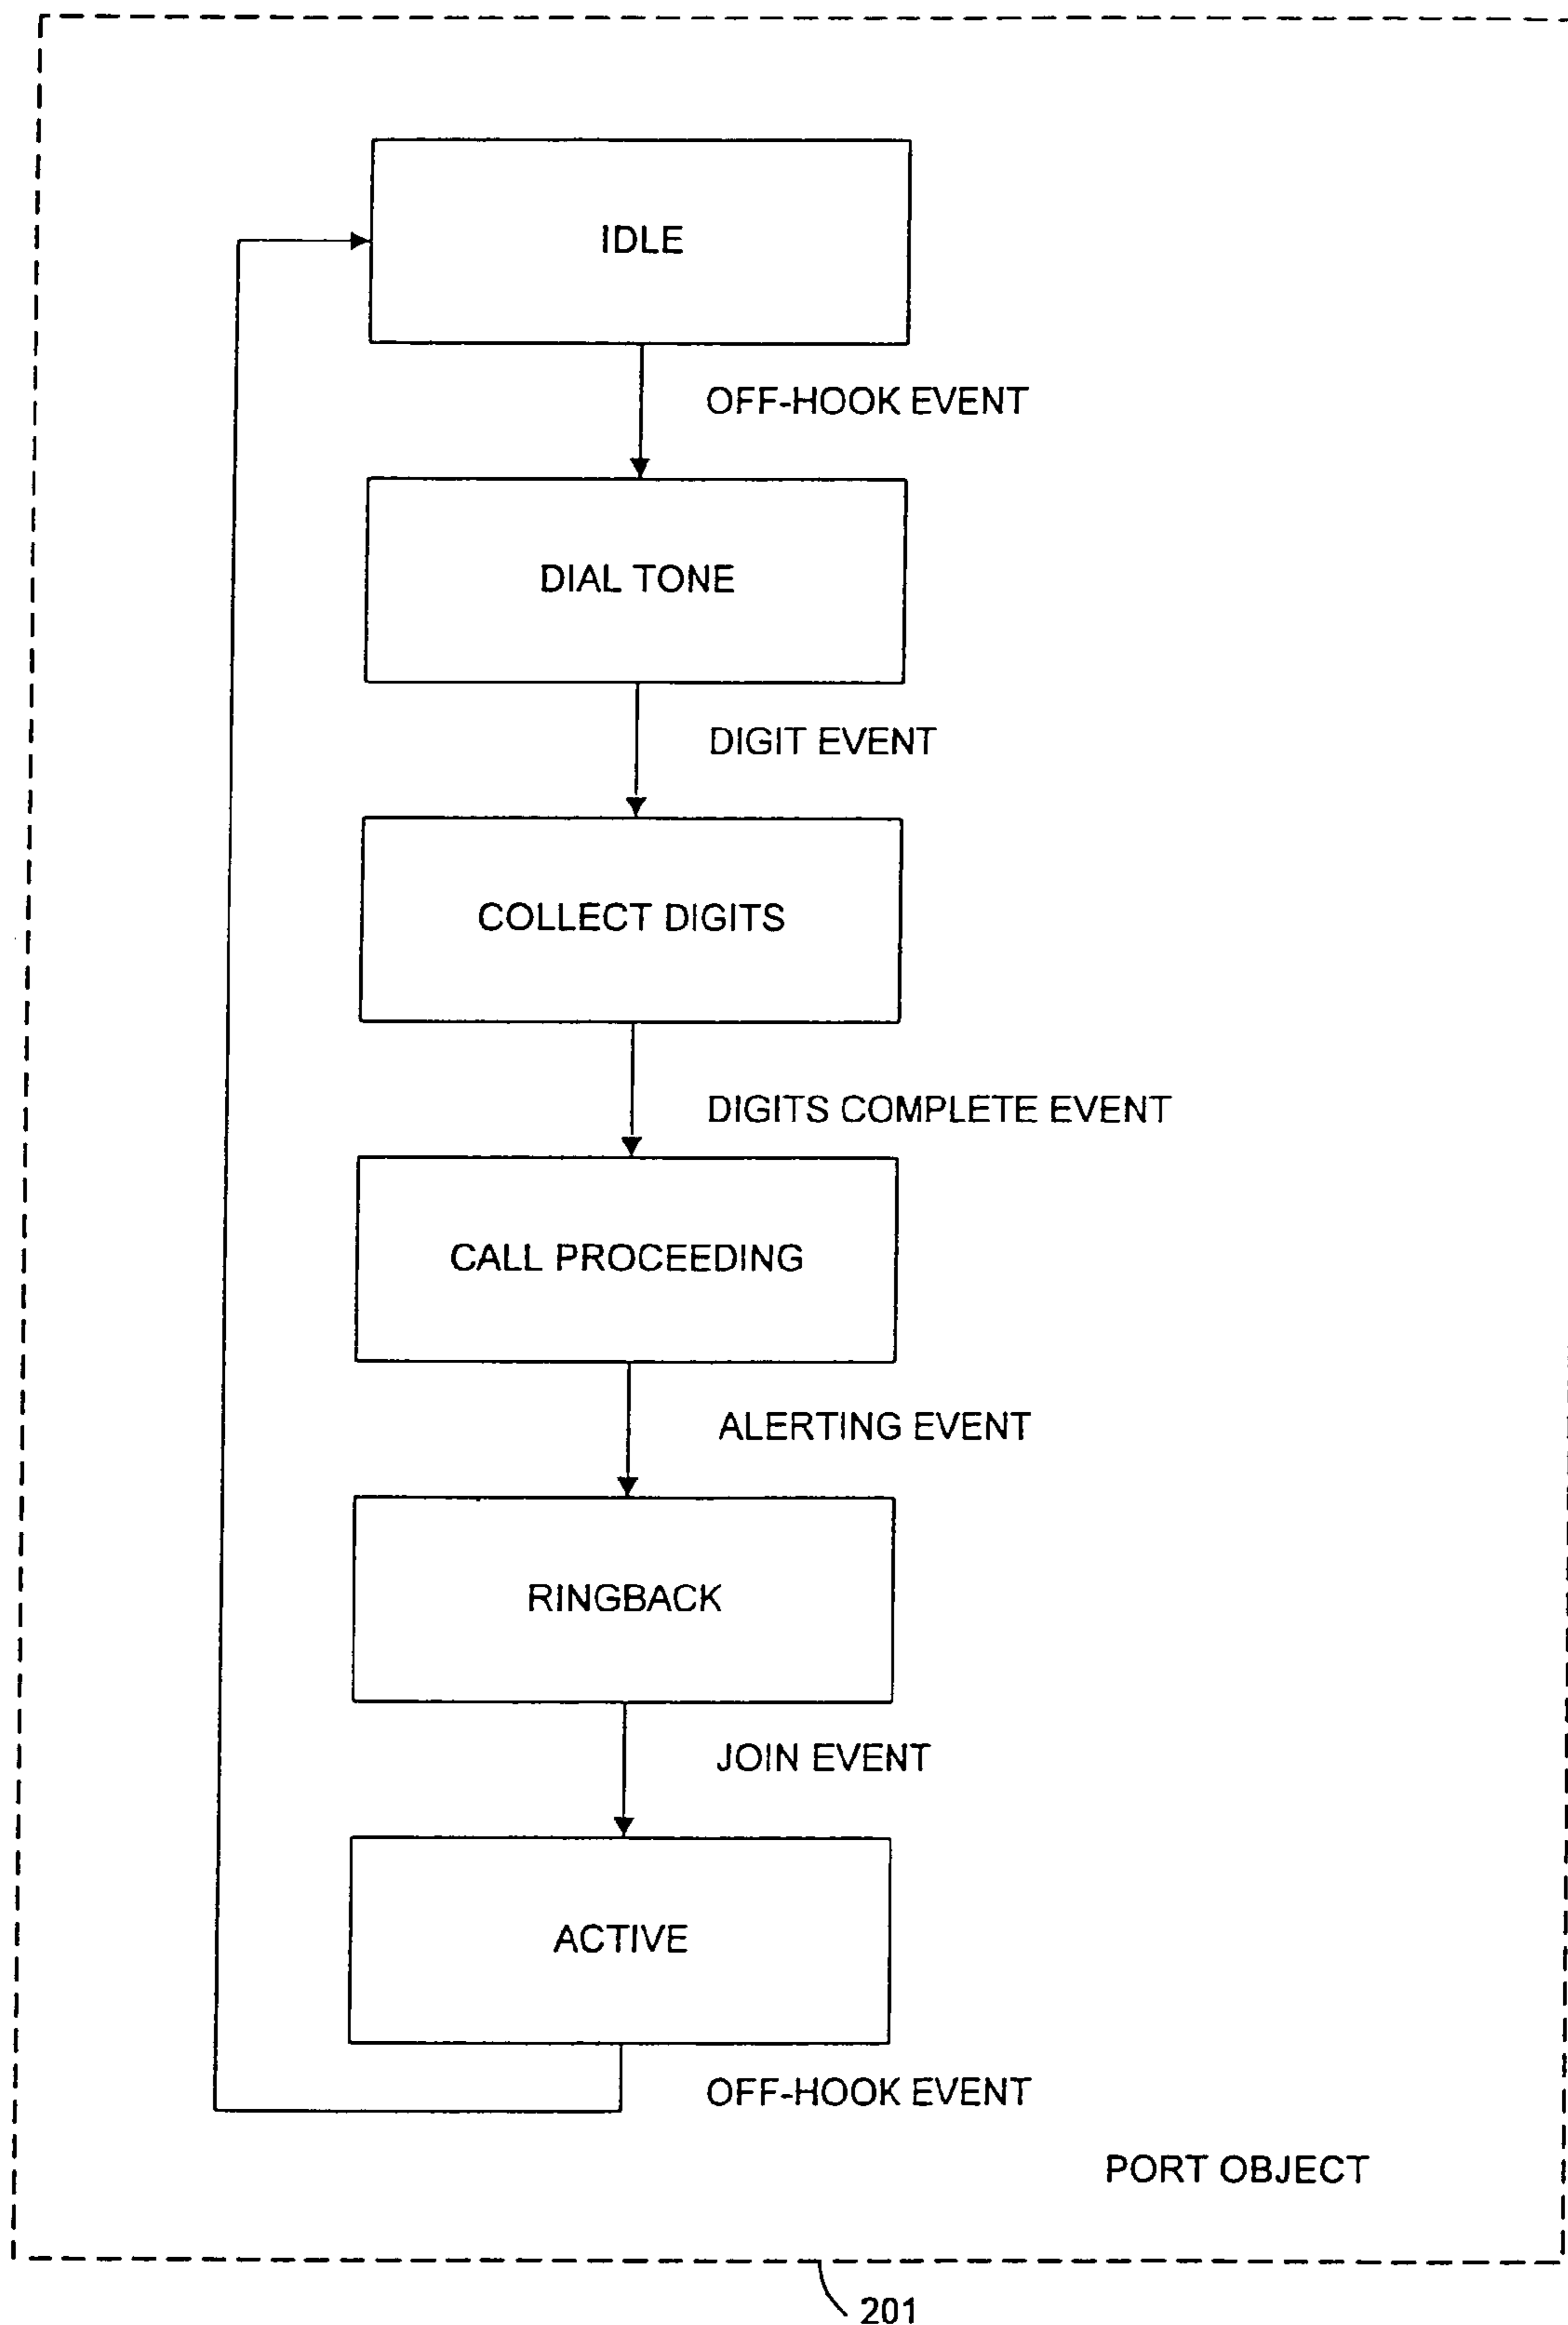 IDLE
OFF-HOOK EVENT
DIAL TONE
DIGIT EVENT
COLLECT DIGITS
DIGITS COMPLETE EVENT
CALL PROCEEDING
ALERTING EVENT
RINGBACK
JOIN EVENT
ACTIVE
OFF-HOOK EVENT
PORT OBJECT
201